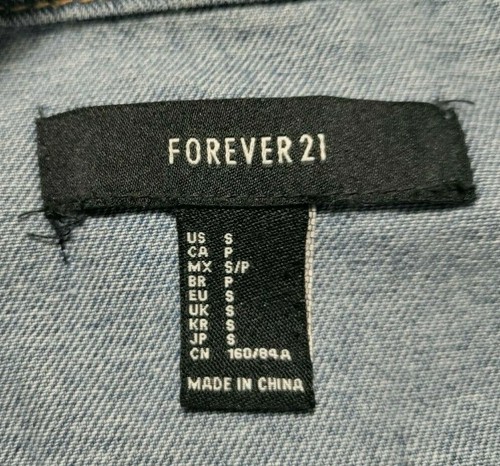 FOREVER 21
US S
CA P
MX S/P
BR P
EU S
UK S
KR S
JP S
CN 160/84A
MADE IN CHINA